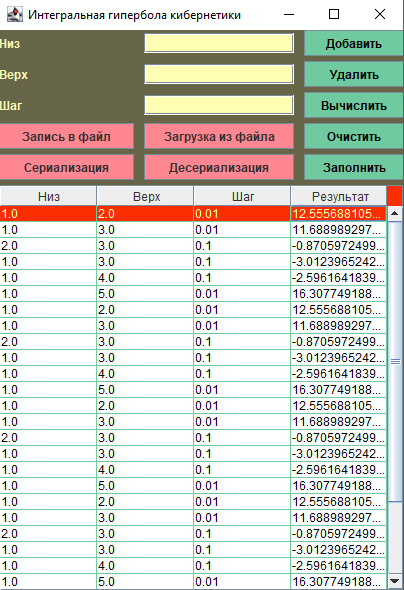 Интегральная гипербола кибернетики
Низ Добавить
Верх Удалить
Шаг Вычислить
Запись в файл Загрузка из файла Очистить
Сериализация Десериализация Заполнить
Низ Верх Шаг Результат
1.0 2.0 0.01 12.555688105...
1.0 3.0 0.01 11.688989297...
2.0 3.0 0.1 -0.8705972499...
1.0 3.0 0.1 -3.0123965242...
1.0 4.0 0.1 -2.5961641839...
1.0 5.0 0.01 16.307749188...
1.0 2.0 0.01 12.555688105...
1.0 3.0 0.01 11.688989297...
2.0 3.0 0.1 -0.8705972499...
1.0 3.0 0.1 -3.0123965242...
1.0 4.0 0.1 -2.5961641839...
1.0 5.0 0.01 16.307749188...
1.0 2.0 0.01 12.555688105...
1.0 3.0 0.01 11.688989297...
2.0 3.0 0.1 -0.8705972499...
1.0 3.0 0.1 -3.0123965242...
1.0 4.0 0.1 -2.5961641839...
1.0 5.0 0.01 16.307749188...
1.0 2.0 0.01 12.555688105...
1.0 3.0 0.01 11.688989297...
2.0 3.0 0.1 -0.8705972499...
1.0 3.0 0.1 -3.0123965242...
1.0 4.0 0.1 -2.5961641839...
1.0 5.0 0.01 16.307749188...